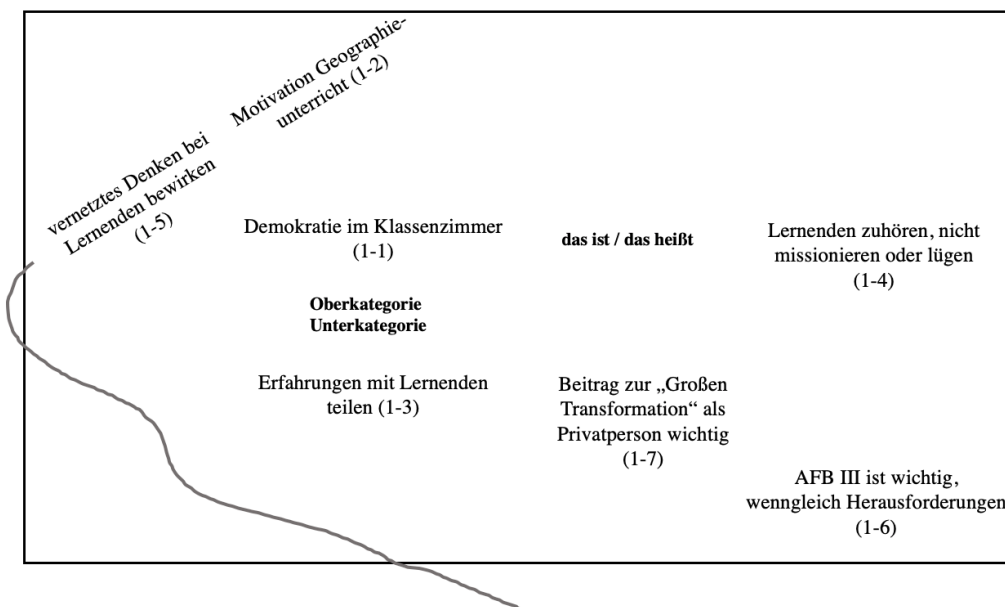 Motivation Geographie-
unterricht (1-2)
vernetztes Denken bei
Lernenden bewirken
(1-5)
Demokratie im Klassenzimmer
(1-1)
das ist / das heißt
Lernenden zuhören, nicht
missionieren oder lügen
(1-4)
Oberkategorie
Unterkategorie
Erfahrungen mit Lernenden
teilen (1-3)
Beitrag zur „Großen
Transformation“ als
Privatperson wichtig
(1-7)
AFB III ist wichtig,
wenngleich Herausforderungen
(1-6)